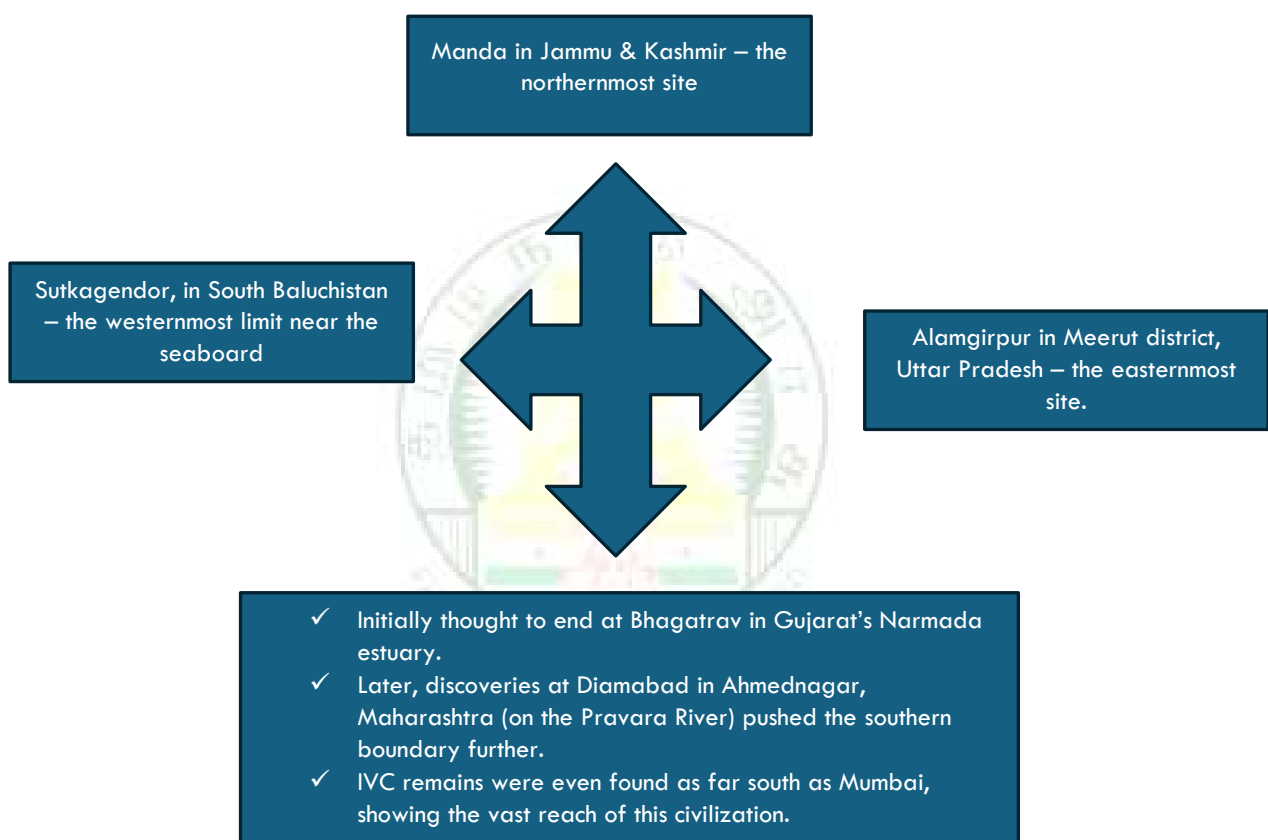 Manda in Jammu & Kashmir – the
northernmost site
Sutkagendor, in South Baluchistan
– the westernmost limit near the
seaboard
Alamgirpur in Meerut district,
Uttar Pradesh – the easternmost
site.
✓ Initially thought to end at Bhagatrav in Gujarat’s Narmada
estuary.
✓ Later, discoveries at Diamabad in Ahmednagar,
Maharashtra (on the Pravara River) pushed the southern
boundary further.
✓ IVC remains were even found as far south as Mumbai,
showing the vast reach of this civilization.